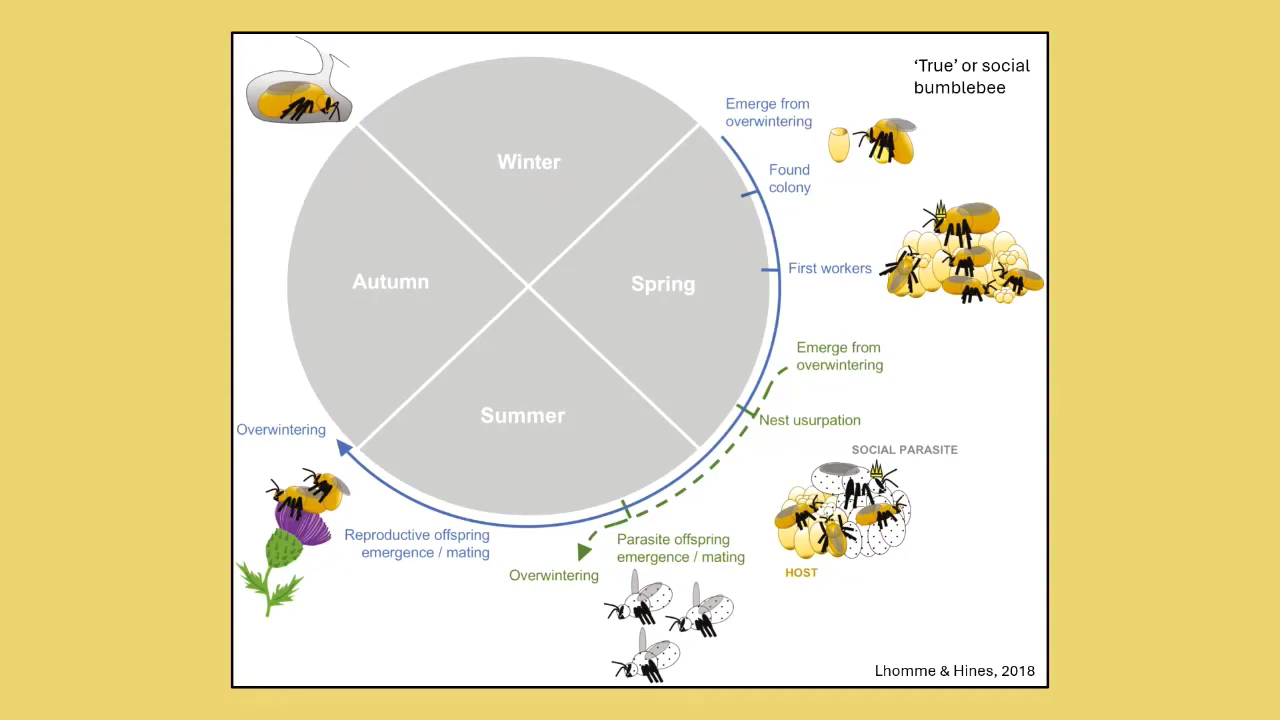 ‘True’ or social
bumblebee
Emerge from
overwintering
Found
colony
Winter
First workers
Autumn
Spring
Emerge from
overwintering
Nest usurpation
Summer
Overwintering
SOCIAL PARASITE
Reproductive offspring
emergence / mating
Parasite offspring
emergence / mating
Overwintering
HOST
Lhomme & Hines, 2018